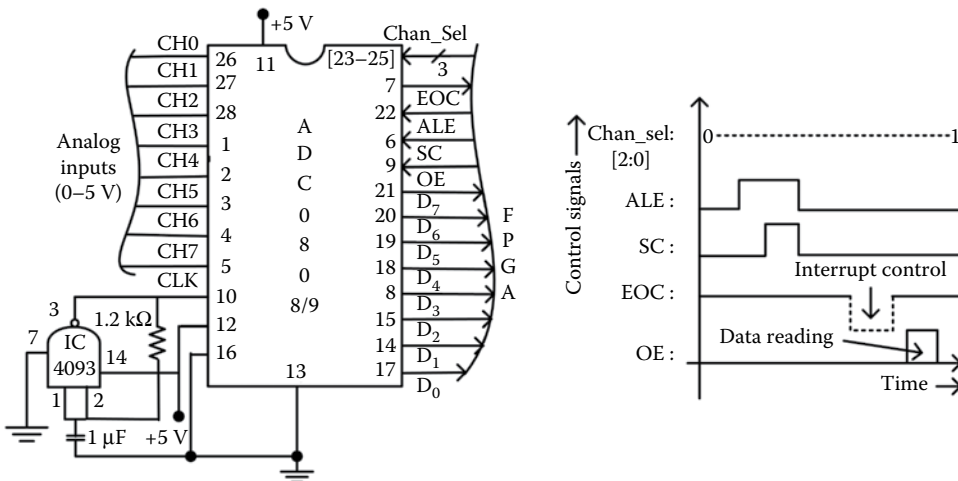 +5 V
Chan_Sel
CH0
26
11
[23–25]
3
CH1
27
7
CH2
28
EOC
22
CH3
1
ALE
6
CH4
2
SC
9
CH5
3
OE
21
CH6
4
D7
20
CH7
5
D6
19
CLK
10
D5
18
12
D4
8
16
D3
15
D2
14
D1
17
D0
13
Analog
inputs
(0–5 V)
A
D
C
0
8
0
8/9
F
P
G
A
3
1.2 kΩ
7
IC
4093
14
1
2
1 μF
+5 V
Control signals
Chan_sel:
[2:0]
0
1
ALE :
SC :
Interrupt control
EOC :
Data reading
OE :
Time